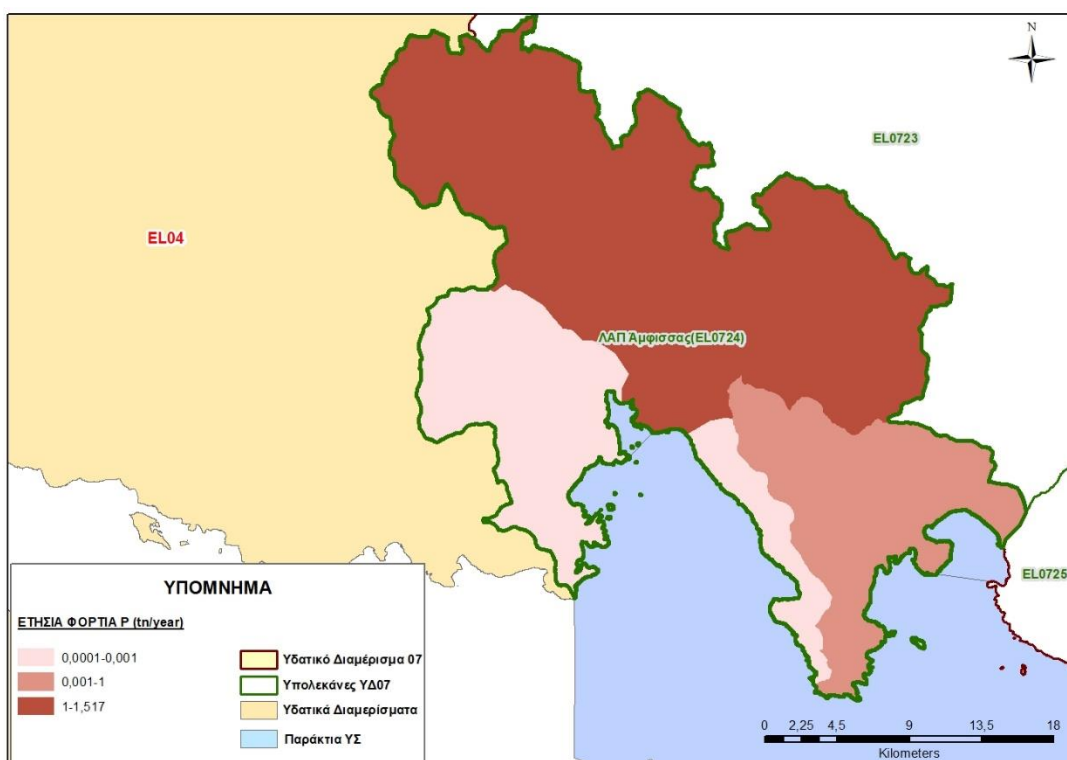 N
EL0723
EL04
ΛΑΠ Άμφισσας(EL0724)
EL0725
ΥΠΟΜΝΗΜΑ
ΕΤΗΣΙΑ ΦΟΡΤΙΑ P (tn/year)
0,0001-0,001
0,001-1
1-1,517
Υδατικό Διαμέρισμα 07
Υπολεκάνες ΥΔ07
Υδατικά Διαμερίσματα
Παράκτια ΥΣ
0 2,25 4,5 9 13,5 18
Kilometers